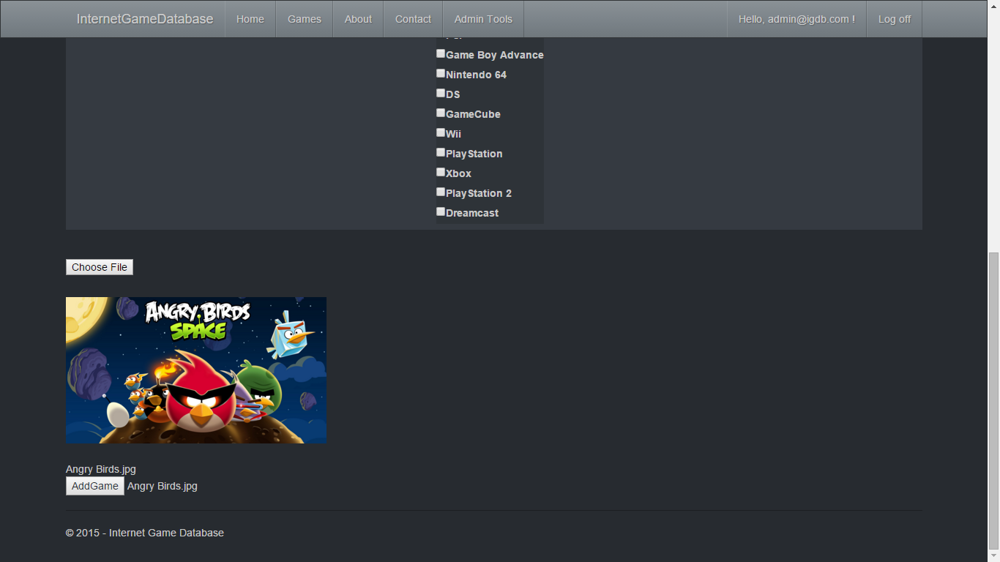 InternetGameDatabase Home Games About Contact Admin Tools Hello, admin@igdb.com ! Log off
Game Boy Advance
Nintendo 64
DS
GameCube
Wii
PlayStation
Xbox
PlayStation 2
Dreamcast
Choose File
ANGRY BIRDS
SPACE
Angry Birds.jpg
AddGame Angry Birds.jpg
© 2015 - Internet Game Database